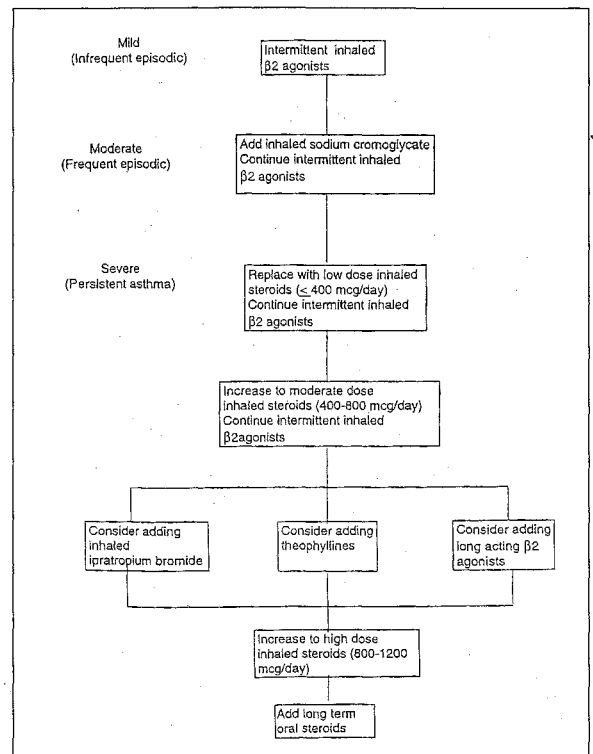 Mild
(Infrequent episodic)
Intermittent inhaled
β2 agonists
Moderate
(Frequent episodic)
Add inhaled sodium cromoglycate
Continue intermittent inhaled
β2 agonists
Severe
(Persistent asthma)
Replace with low dose inhaled
steroids (≤ 400 mcg/day)
Continue intermittent inhaled
β2 agonists
Increase to moderate dose
inhaled steroids (400-800 mcg/day)
Continue intermittent inhaled
β2agonists
Consider adding
inhaled
ipratropium bromide
Consider adding
theophyllines
Consider adding
long acting β2
agonists
Increase to high dose
inhaled steroids (800-1200
mcg/day)
Add long term
oral steroids